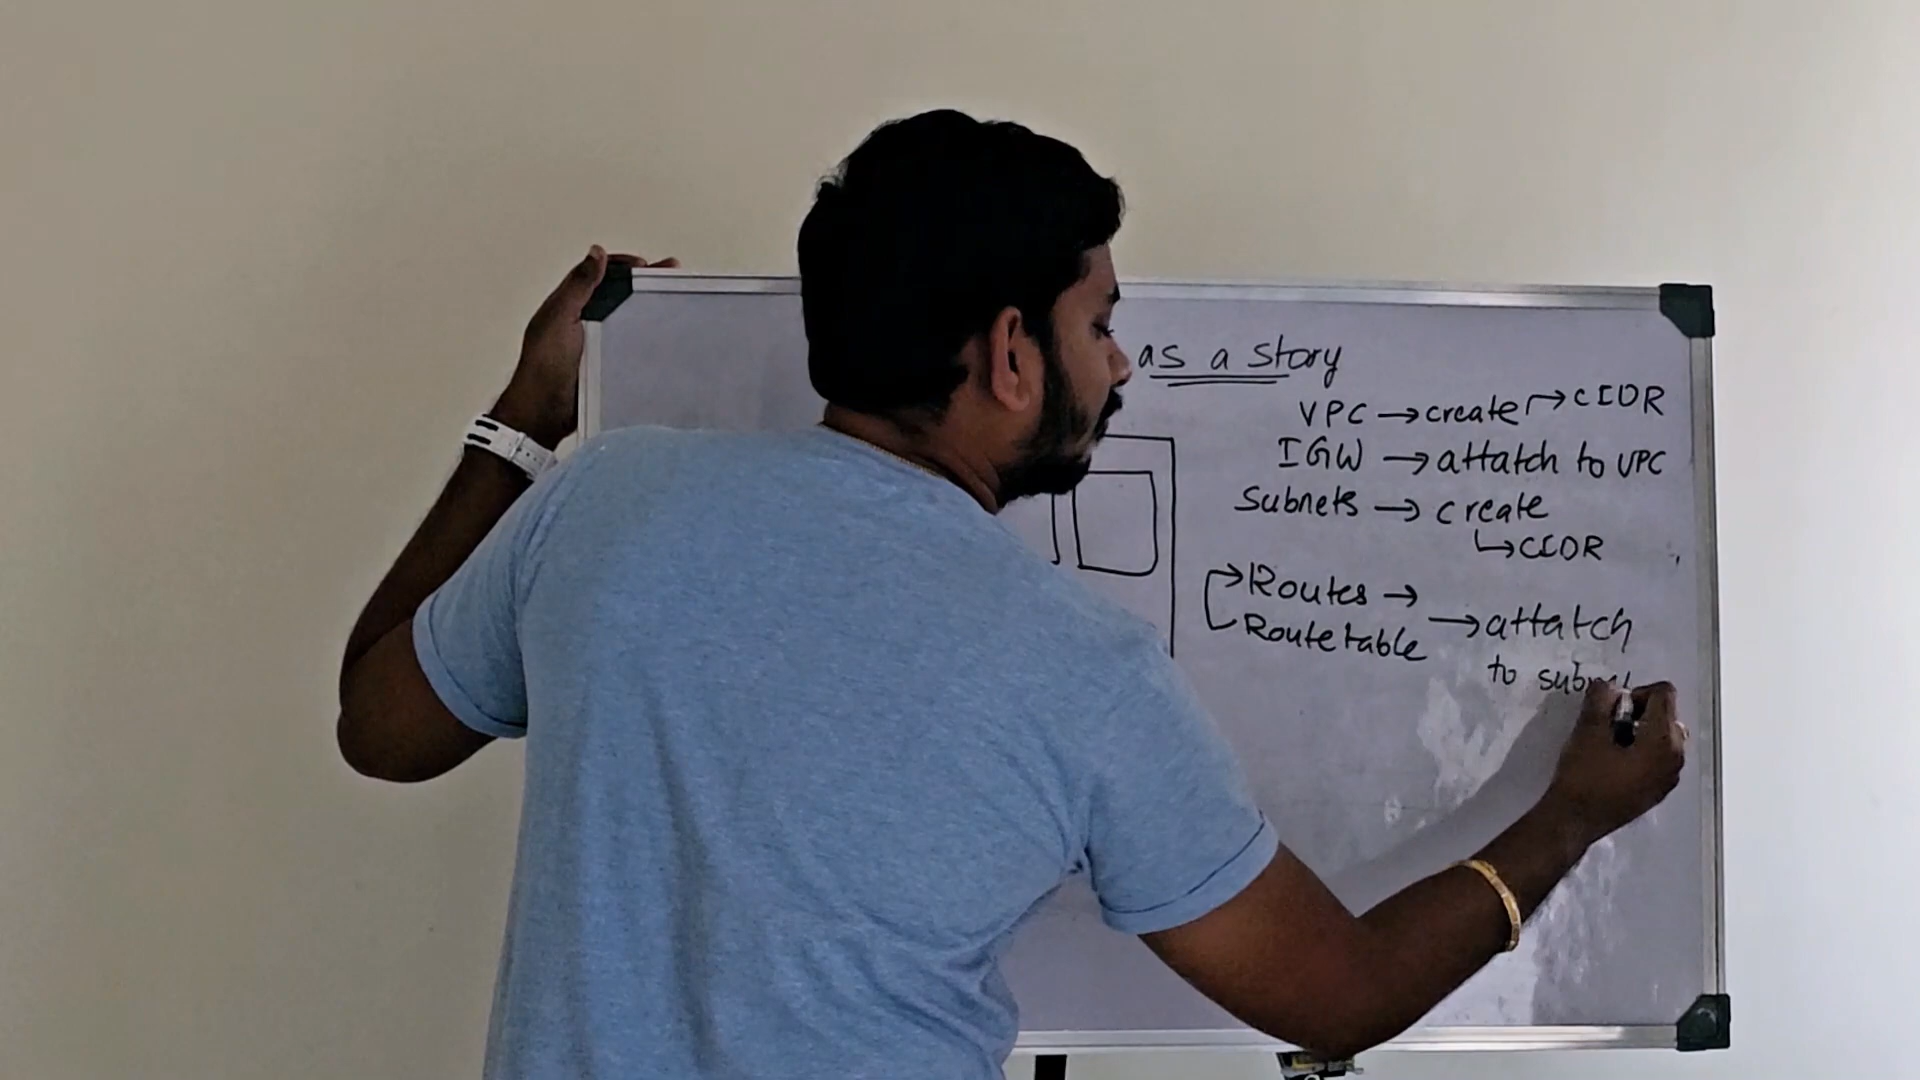 as a story
VPC → create → CIDR
IGW → attatch to VPC
Subnets → create
↳ CIDR
→ Routes →
Route table → attatch
to subnet